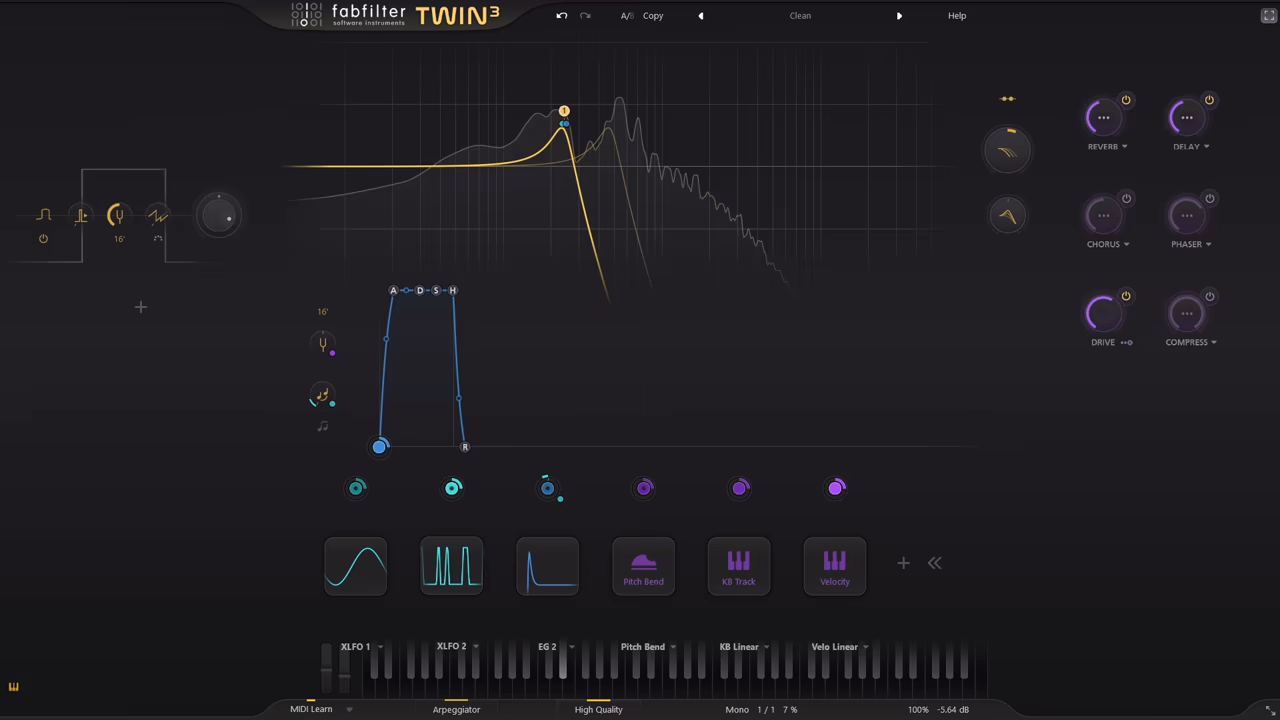 fabfilter
software instruments
TWIN3
A/B Copy Clean Help
1
REVERB DELAY
16'
CHORUS PHASER
A D S H
16'
DRIVE COMPRESS
R
Pitch Bend KB Track Velocity
XLFO 1 XLFO 2 EG 2 Pitch Bend KB Linear Velo Linear
MIDI Learn Arpeggiator High Quality Mono 1 / 1 7 % 100% -5.64 dB